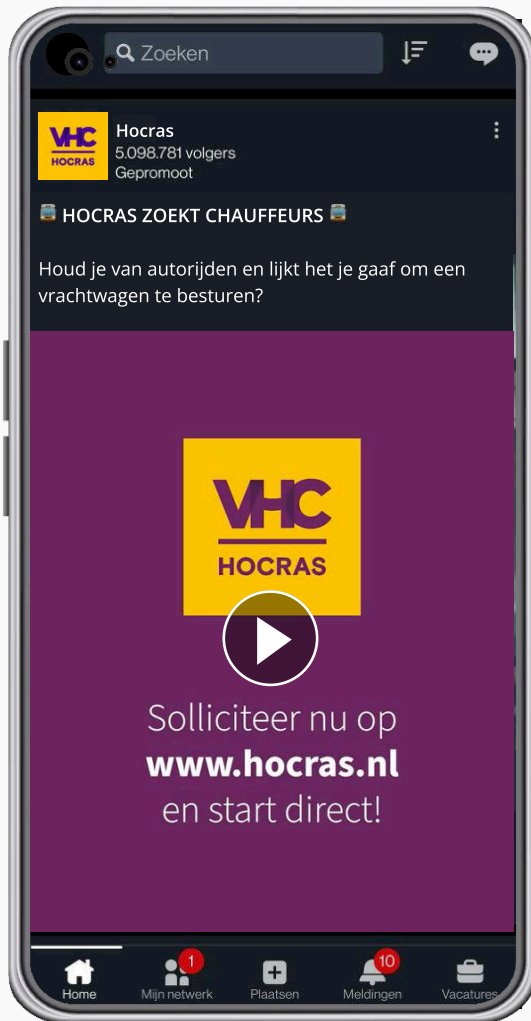 Zoeken
VHC
HOCRAS
Hocras
5.098.781 volgers
Gepromoot
HOCRAS ZOEKT CHAUFFEURS
Houd je van autorijden en lijkt het je gaaf om een
vrachtwagen te besturen?
VHC
HOCRAS
Solliciteer nu op
www.hocras.nl
en start direct!
1
10
Home
Mijn netwerk
Plaatsen
Meldingen
Vacatures